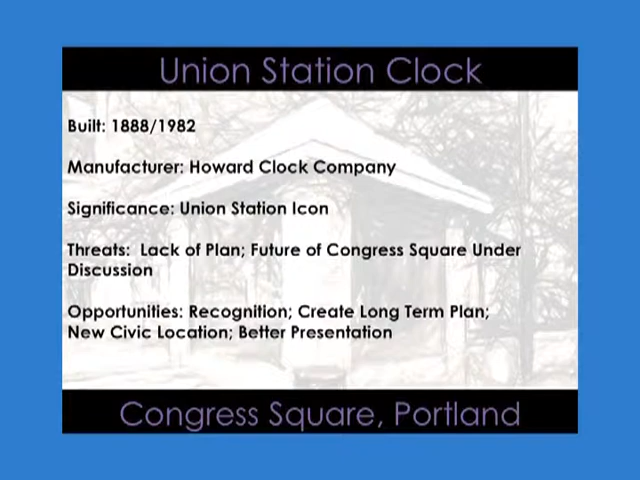 Union Station Clock
Built: 1888/1982
Manufacturer: Howard Clock Company
Significance: Union Station Icon
Threats:  Lack of Plan; Future of Congress Square Under
Discussion
Opportunities: Recognition; Create Long Term Plan;
New Civic Location; Better Presentation
Congress Square, Portland